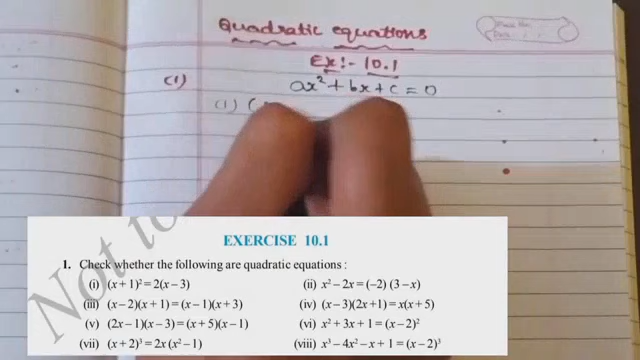 Quadratic equations
Ex:- 10.1
(1) ax² + bx + c = 0
(1) (
Not to
EXERCISE 10.1
1. Check whether the following are quadratic equations :
(i) (x + 1)² = 2(x – 3) (ii) x² – 2x = (–2) (3 – x)
(iii) (x – 2)(x + 1) = (x – 1)(x + 3) (iv) (x – 3)(2x + 1) = x(x + 5)
(v) (2x – 1)(x – 3) = (x + 5)(x – 1) (vi) x² + 3x + 1 = (x – 2)²
(vii) (x + 2)³ = 2x (x² – 1) (viii) x³ – 4x² – x + 1 = (x – 2)³